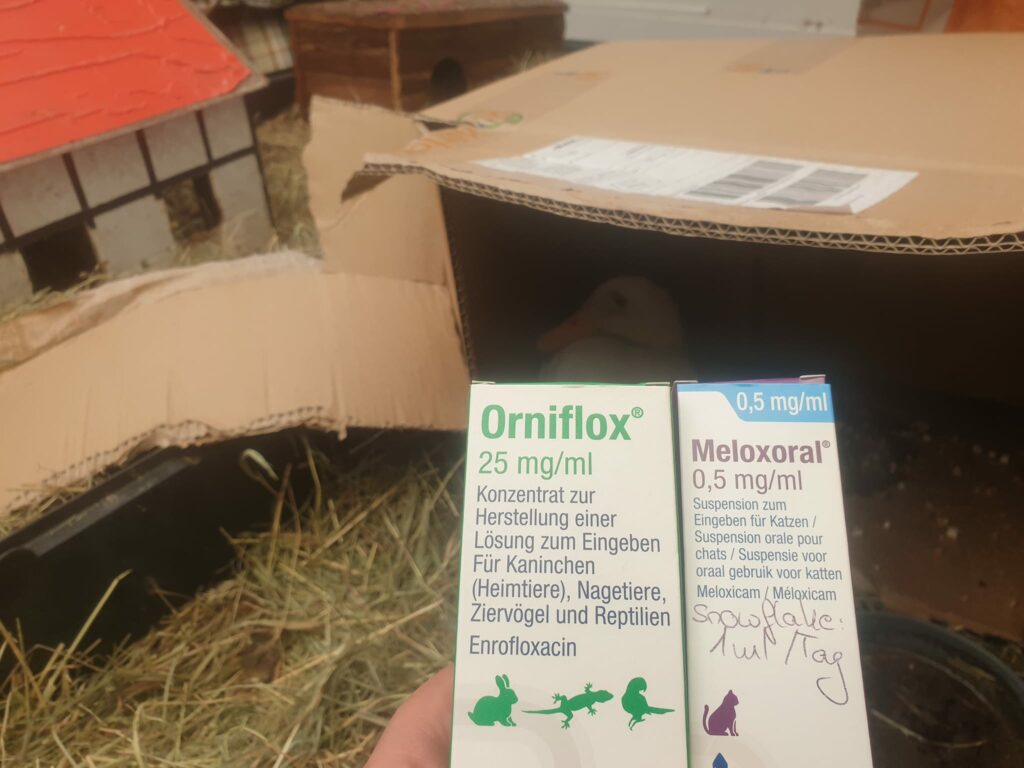 Orniflox®
25 mg/ml
Konzentrat zur
Herstellung einer
Lösung zum Eingeben
Für Kaninchen
(Heimtiere), Nagetiere,
Ziervögel und Reptilien
Enrofloxacin
0,5 mg/ml
Meloxoral®
0,5 mg/ml
Suspension zum
Eingeben für Katzen /
Suspension orale pour
chats / Suspensie voor
oraal gebruik voor katten
Meloxicam / Méloxicam
Snowflake:
1 ml / Tag